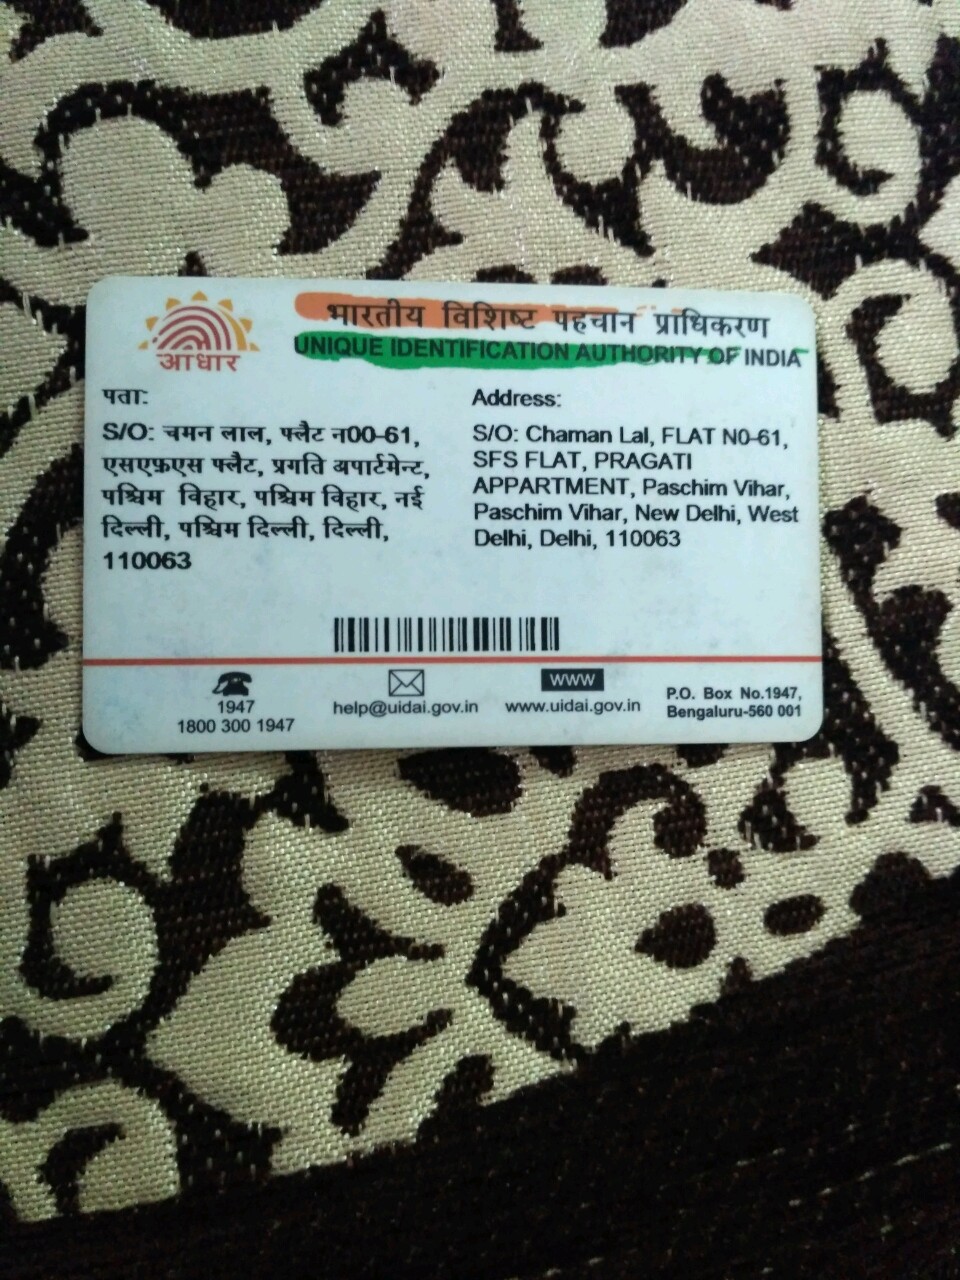 आधार
भारतीय विशिष्ट पहचान प्राधिकरण
UNIQUE IDENTIFICATION AUTHORITY OF INDIA
पता:
S/O: चमन लाल, फ्लैट न00-61,
एसएफ़एस फ्लैट, प्रगति अपार्टमेन्ट,
पश्चिम विहार, पश्चिम विहार, नई
दिल्ली, पश्चिम दिल्ली, दिल्ली,
110063
Address:
S/O: Chaman Lal, FLAT N0-61,
SFS FLAT, PRAGATI
APPARTMENT, Paschim Vihar,
Paschim Vihar, New Delhi, West
Delhi, Delhi, 110063
1947
1800 300 1947
help@uidai.gov.in
www
www.uidai.gov.in
P.O. Box No.1947,
Bengaluru-560 001